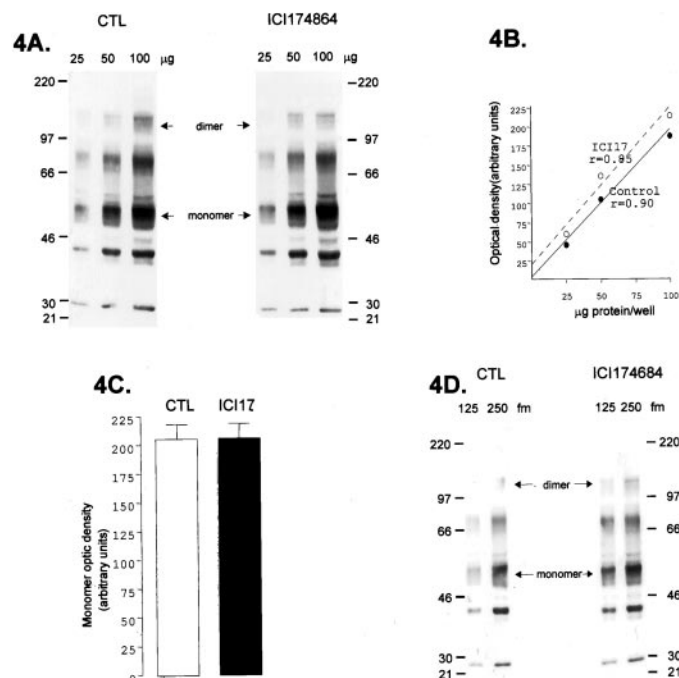 4A.
CTL
ICI174864
25 50 100 µg
25 50 100
220
97
66
46
30
21
dimer
monomer
220
97
66
46
30
21
4B.
Optical density(arbitrary units)
225
200
175
150
125
100
75
50
25
ICI17
r=0.85
Control
r=0.90
25 50 75 100
µg protein/well
4C.
CTL ICI17
Monomer optic density
(arbitrary units)
225
200
175
150
125
100
75
50
25
0
4D.
CTL
ICI174684
125 250 fm
125 250 fm
220
97
66
46
30
21
dimer
monomer
220
97
66
46
30
21